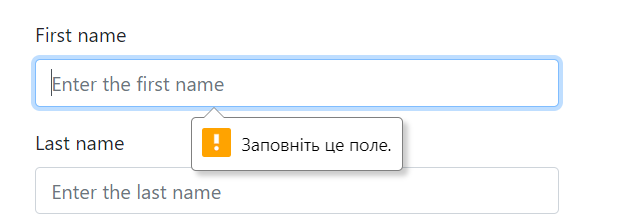 First name
Enter the first name
Заповніть це поле.
Last name
Enter the last name